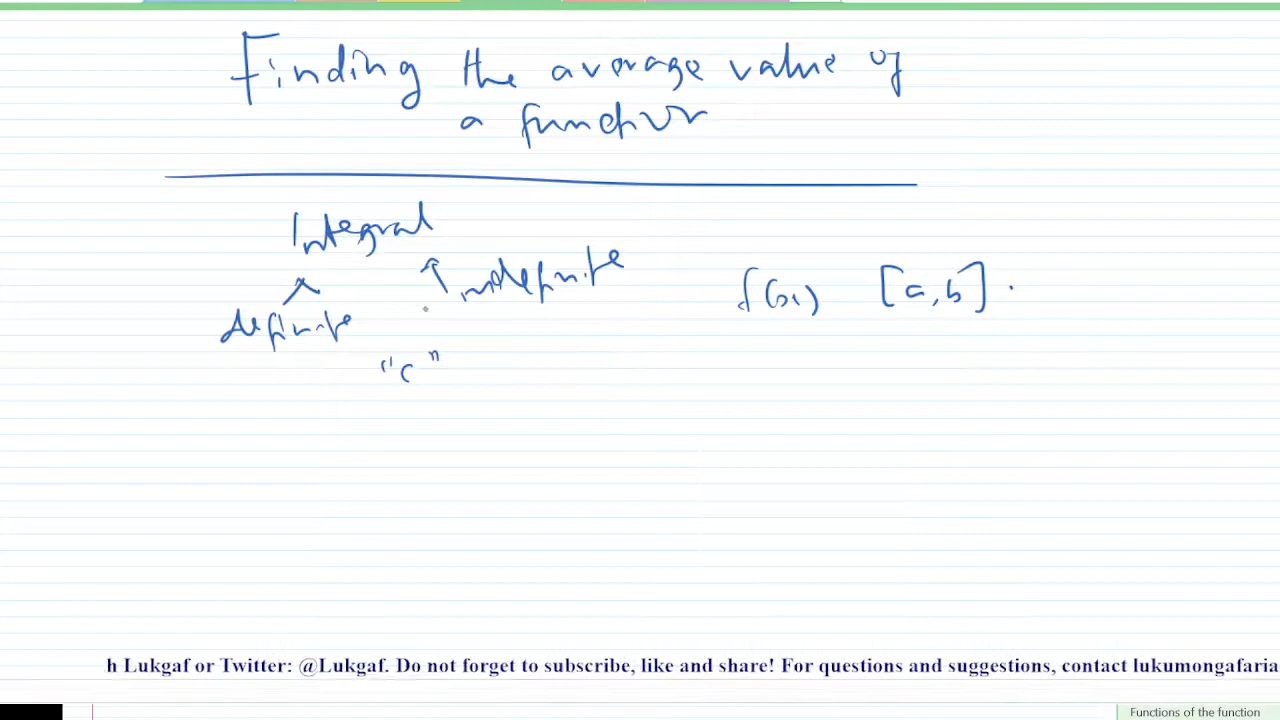 Finding the average value of
a function
Integral
definite
indefinite
"c"
f(x) [a,b].
h Lukgaf or Twitter: @Lukgaf. Do not forget to subscribe, like and share! For questions and suggestions, contact lukumongafaria
Functions of the function